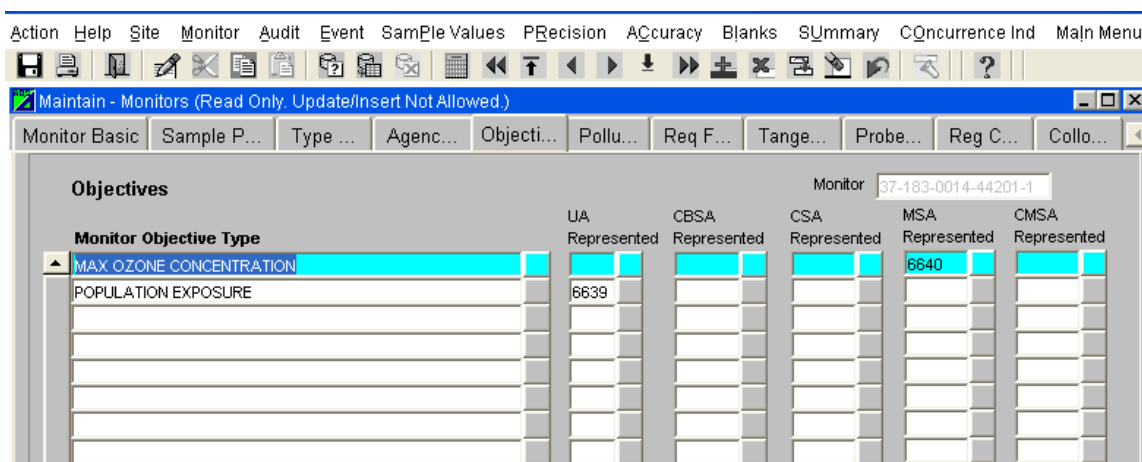 Action Help Site Monitor Audit Event SamPle Values PRecision ACcuracy Blanks SUmmary COncurrence Ind MaIn Menu
Maintain - Monitors (Read Only. Update/Insert Not Allowed.)
Monitor Basic Sample P... Type ... Agenc... Objecti... Pollu... Req F... Tange... Probe... Reg C... Collo...
Objectives Monitor 37-183-0014-44201-1
UA CBSA CSA MSA CMSA
Monitor Objective Type Represented Represented Represented Represented Represented
MAX OZONE CONCENTRATION 6640
POPULATION EXPOSURE 6639